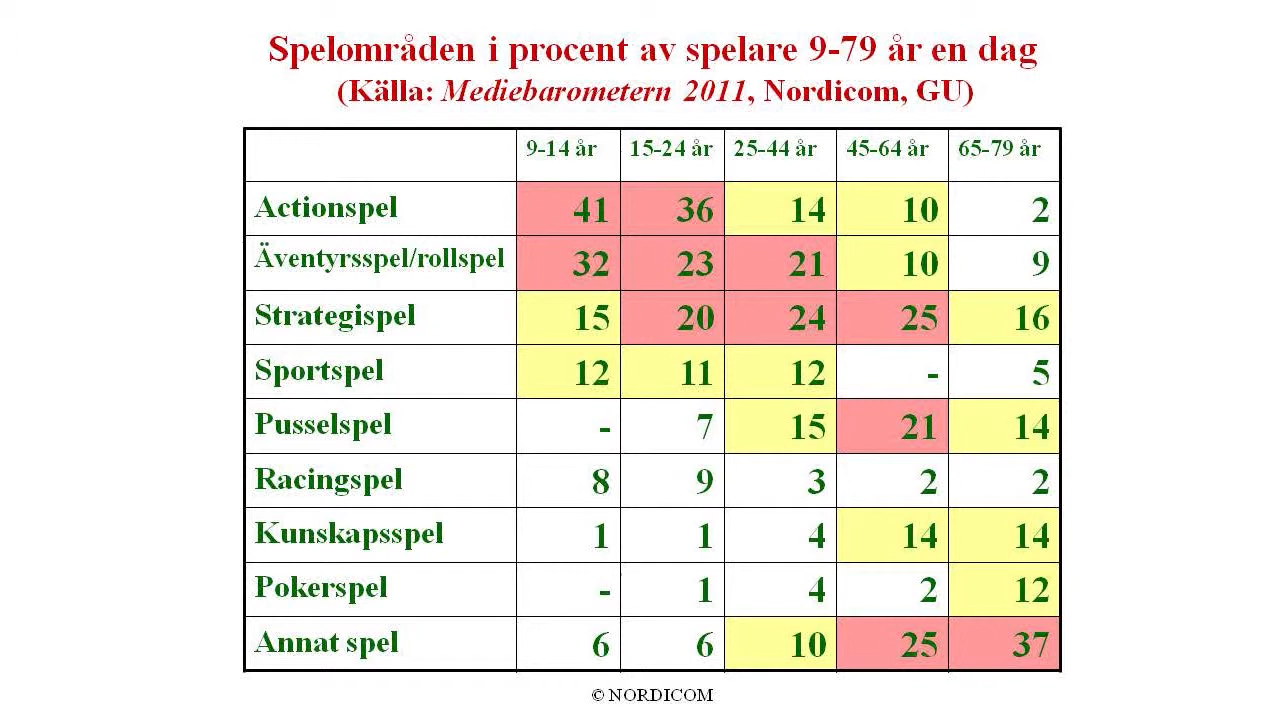 Spelområden i procent av spelare 9-79 år en dag
(Källa: Mediebarometern 2011, Nordicom, GU)
9-14 år 15-24 år 25-44 år 45-64 år 65-79 år
Actionspel 41 36 14 10 2
Äventyrsspel/rollspel 32 23 21 10 9
Strategispel 15 20 24 25 16
Sportspel 12 11 12 - 5
Pusselspel - 7 15 21 14
Racingspel 8 9 3 2 2
Kunskapsspel 1 1 4 14 14
Pokerspel - 1 4 2 12
Annat spel 6 6 10 25 37
© NORDICOM